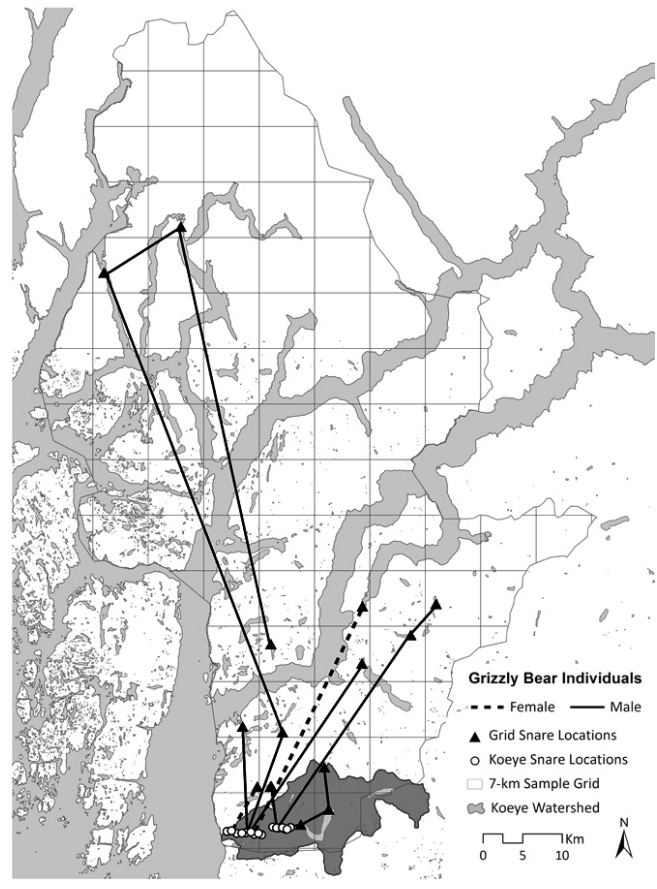 Grizzly Bear Individuals
Female Male
Grid Snare Locations
Koeye Snare Locations
7-km Sample Grid
Koeye Watershed
N
Km
0 5 10